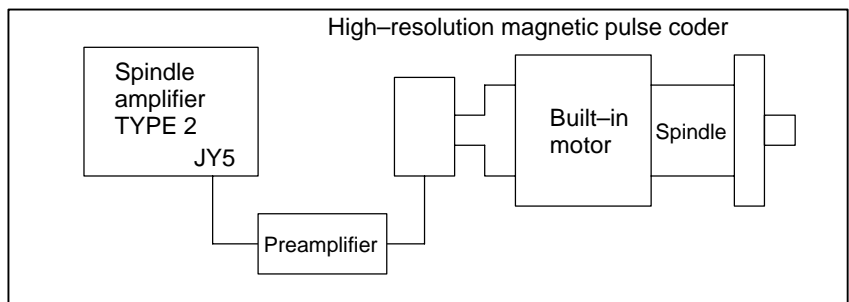 High–resolution magnetic pulse coder
Spindle
amplifier
TYPE 2
JY5
Built–in
motor
Spindle
Preamplifier